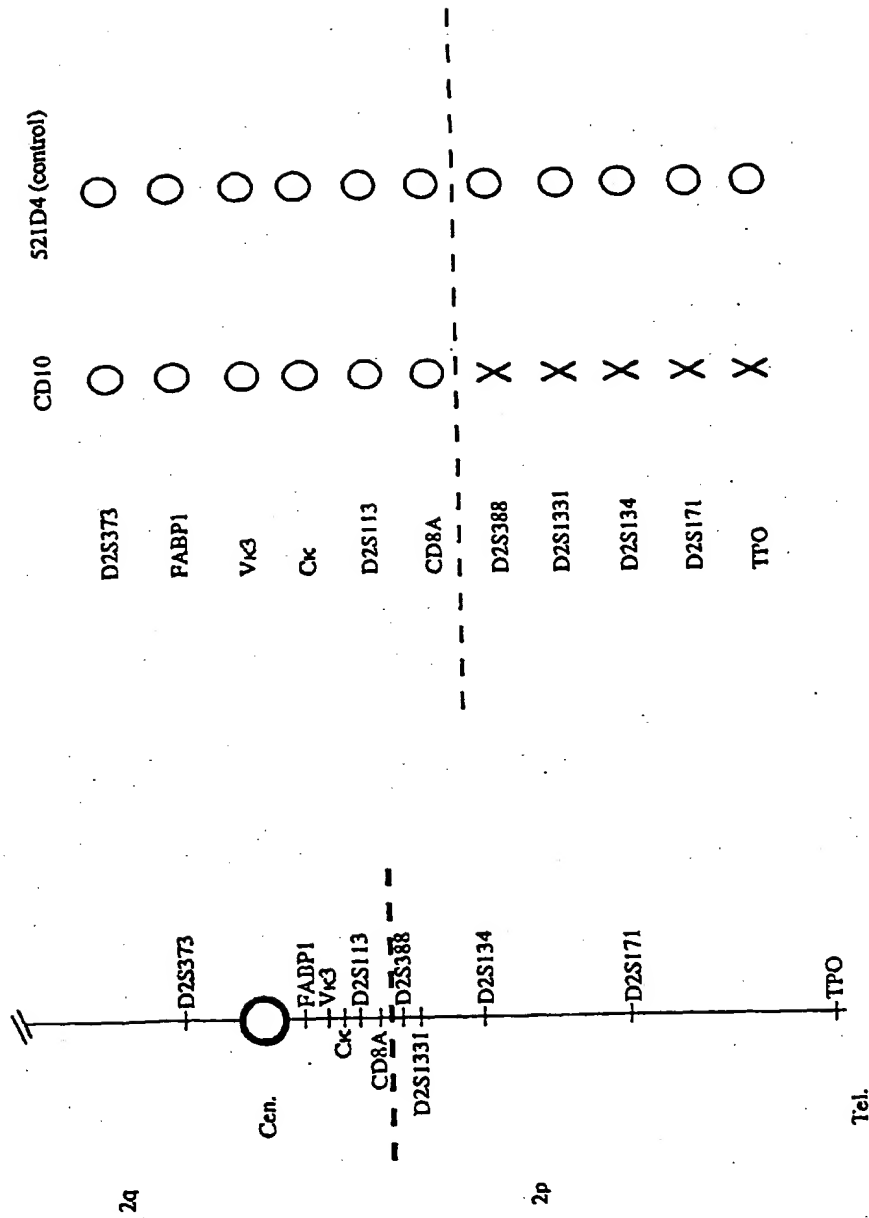 CD10 521D4 (control)
D2S373 O O
FABP1 O O
Vκ3 O O
Cκ O O
D2S113 O O
CD8A O O
D2S388 X O
D2S1331 X O
D2S134 X O
D2S171 X O
TPO X O
2q
D2S373
Cen.
FABP1
Vκ3
Cκ
D2S113
CD8A
D2S388
D2S1331
D2S134
2p
D2S171
TPO
Tel.